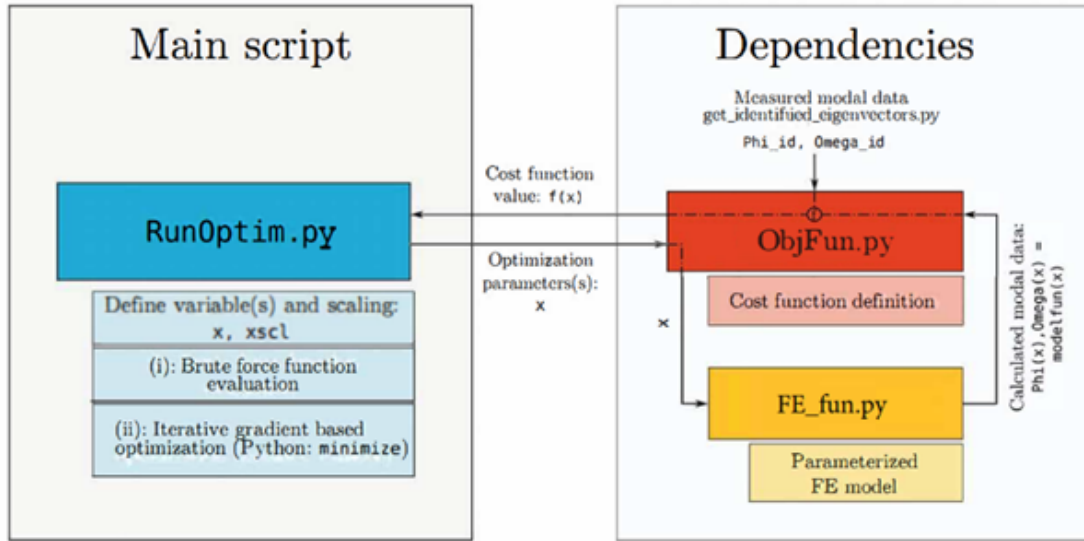 Main script
RunOptim.py
Define variable(s) and scaling:
x, xscl
(i): Brute force function
evaluation
(ii): Iterative gradient based
optimization (Python: minimize)
Cost function
value: f(x)
Optimization
parameters(s):
x
Dependencies
Measured modal data
get_identifued_eigenvectors.py
Phi_id, Omega_id
ObjFun.py
Cost function definition
x
FE_fun.py
Parameterized
FE model
Calculated modal data:
Phi(x),Omega(x) =
modelfun(x)